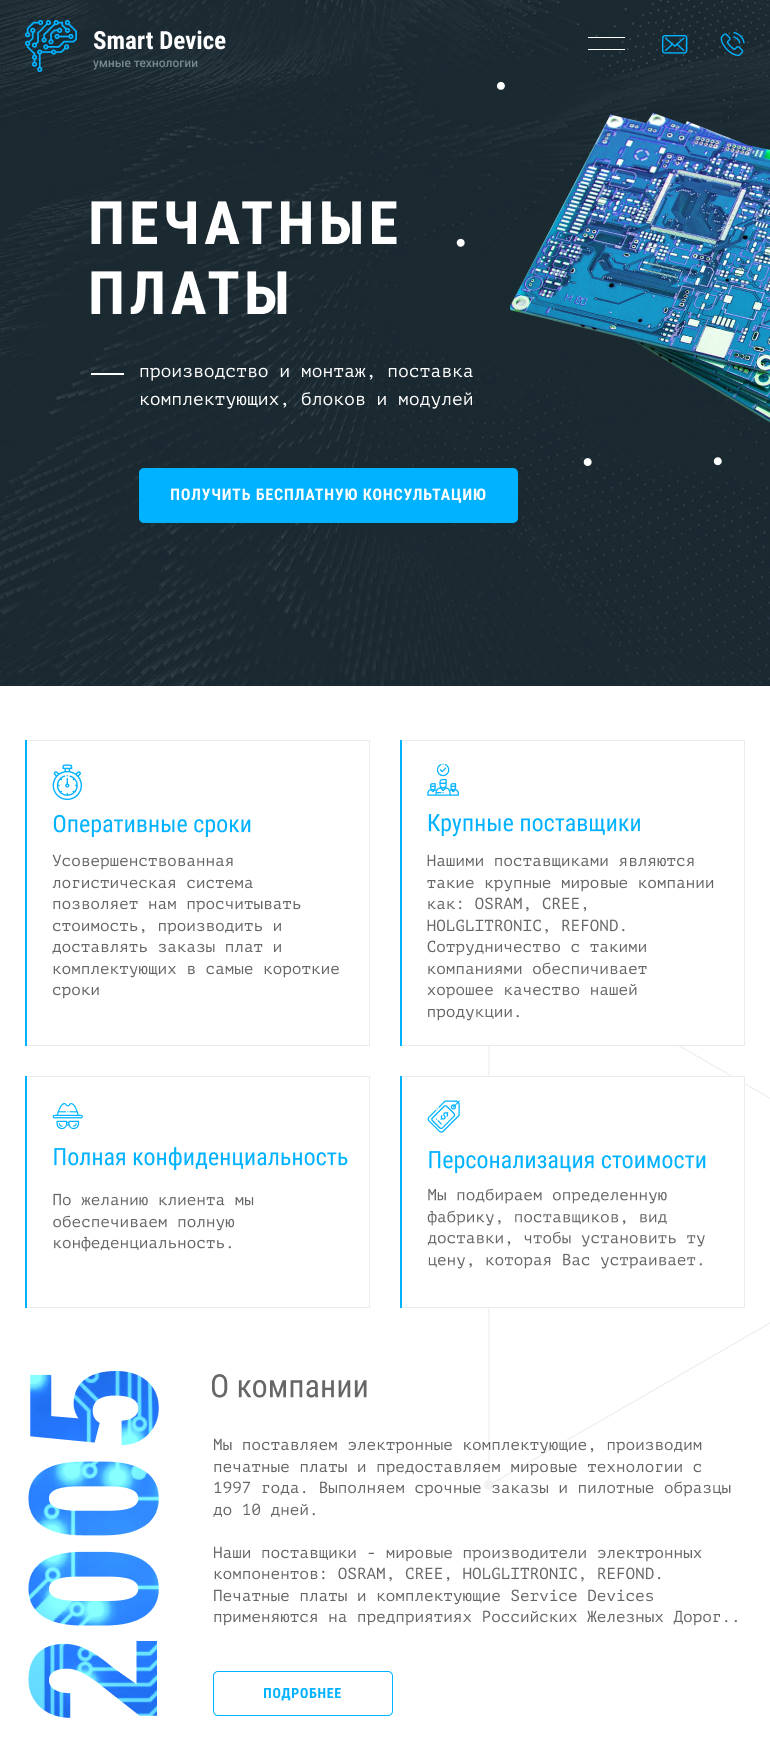 Smart Device
умные технологии
ПЕЧАТНЫЕ
ПЛАТЫ
производство и монтаж, поставка
комплектующих, блоков и модулей
ПОЛУЧИТЬ БЕСПЛАТНУЮ КОНСУЛЬТАЦИЮ
Оперативные сроки
Усовершенствованная
логистическая система
позволяет нам просчитывать
стоимость, производить и
доставлять заказы плат и
комплектующих в самые короткие
сроки
Крупные поставщики
Нашими поставщиками являются
такие крупные мировые компании
как: OSRAM, CREE,
HOLGLITRONIC, REFOND.
Сотрудничество с такими
компаниями обеспичивает
хорошее качество нашей
продукции.
Полная конфиденциальность
По желанию клиента мы
обеспечиваем полную
конфеденциальность.
Персонализация стоимости
Мы подбираем определенную
фабрику, поставщиков, вид
доставки, чтобы установить ту
цену, которая Вас устраивает.
2005
О компании
Мы поставляем электронные комплектующие, производим
печатные платы и предоставляем мировые технологии с
1997 года. Выполняем срочные заказы и пилотные образцы
до 10 дней.
Наши поставщики - мировые производители электронных
компонентов: OSRAM, CREE, HOLGLITRONIC, REFOND.
Печатные платы и комплектующие Service Devices
применяются на предприятиях Российских Железных Дорог..
ПОДРОБНЕЕ